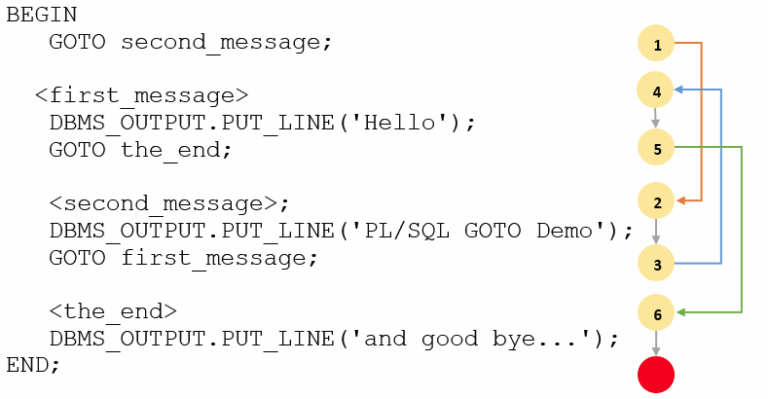 BEGIN
GOTO second_message;
1
<first_message>
4
DBMS_OUTPUT.PUT_LINE('Hello');
GOTO the_end;
5
<second_message>;
2
DBMS_OUTPUT.PUT_LINE('PL/SQL GOTO Demo');
GOTO first_message;
3
<the_end>
6
DBMS_OUTPUT.PUT_LINE('and good bye...');
END;